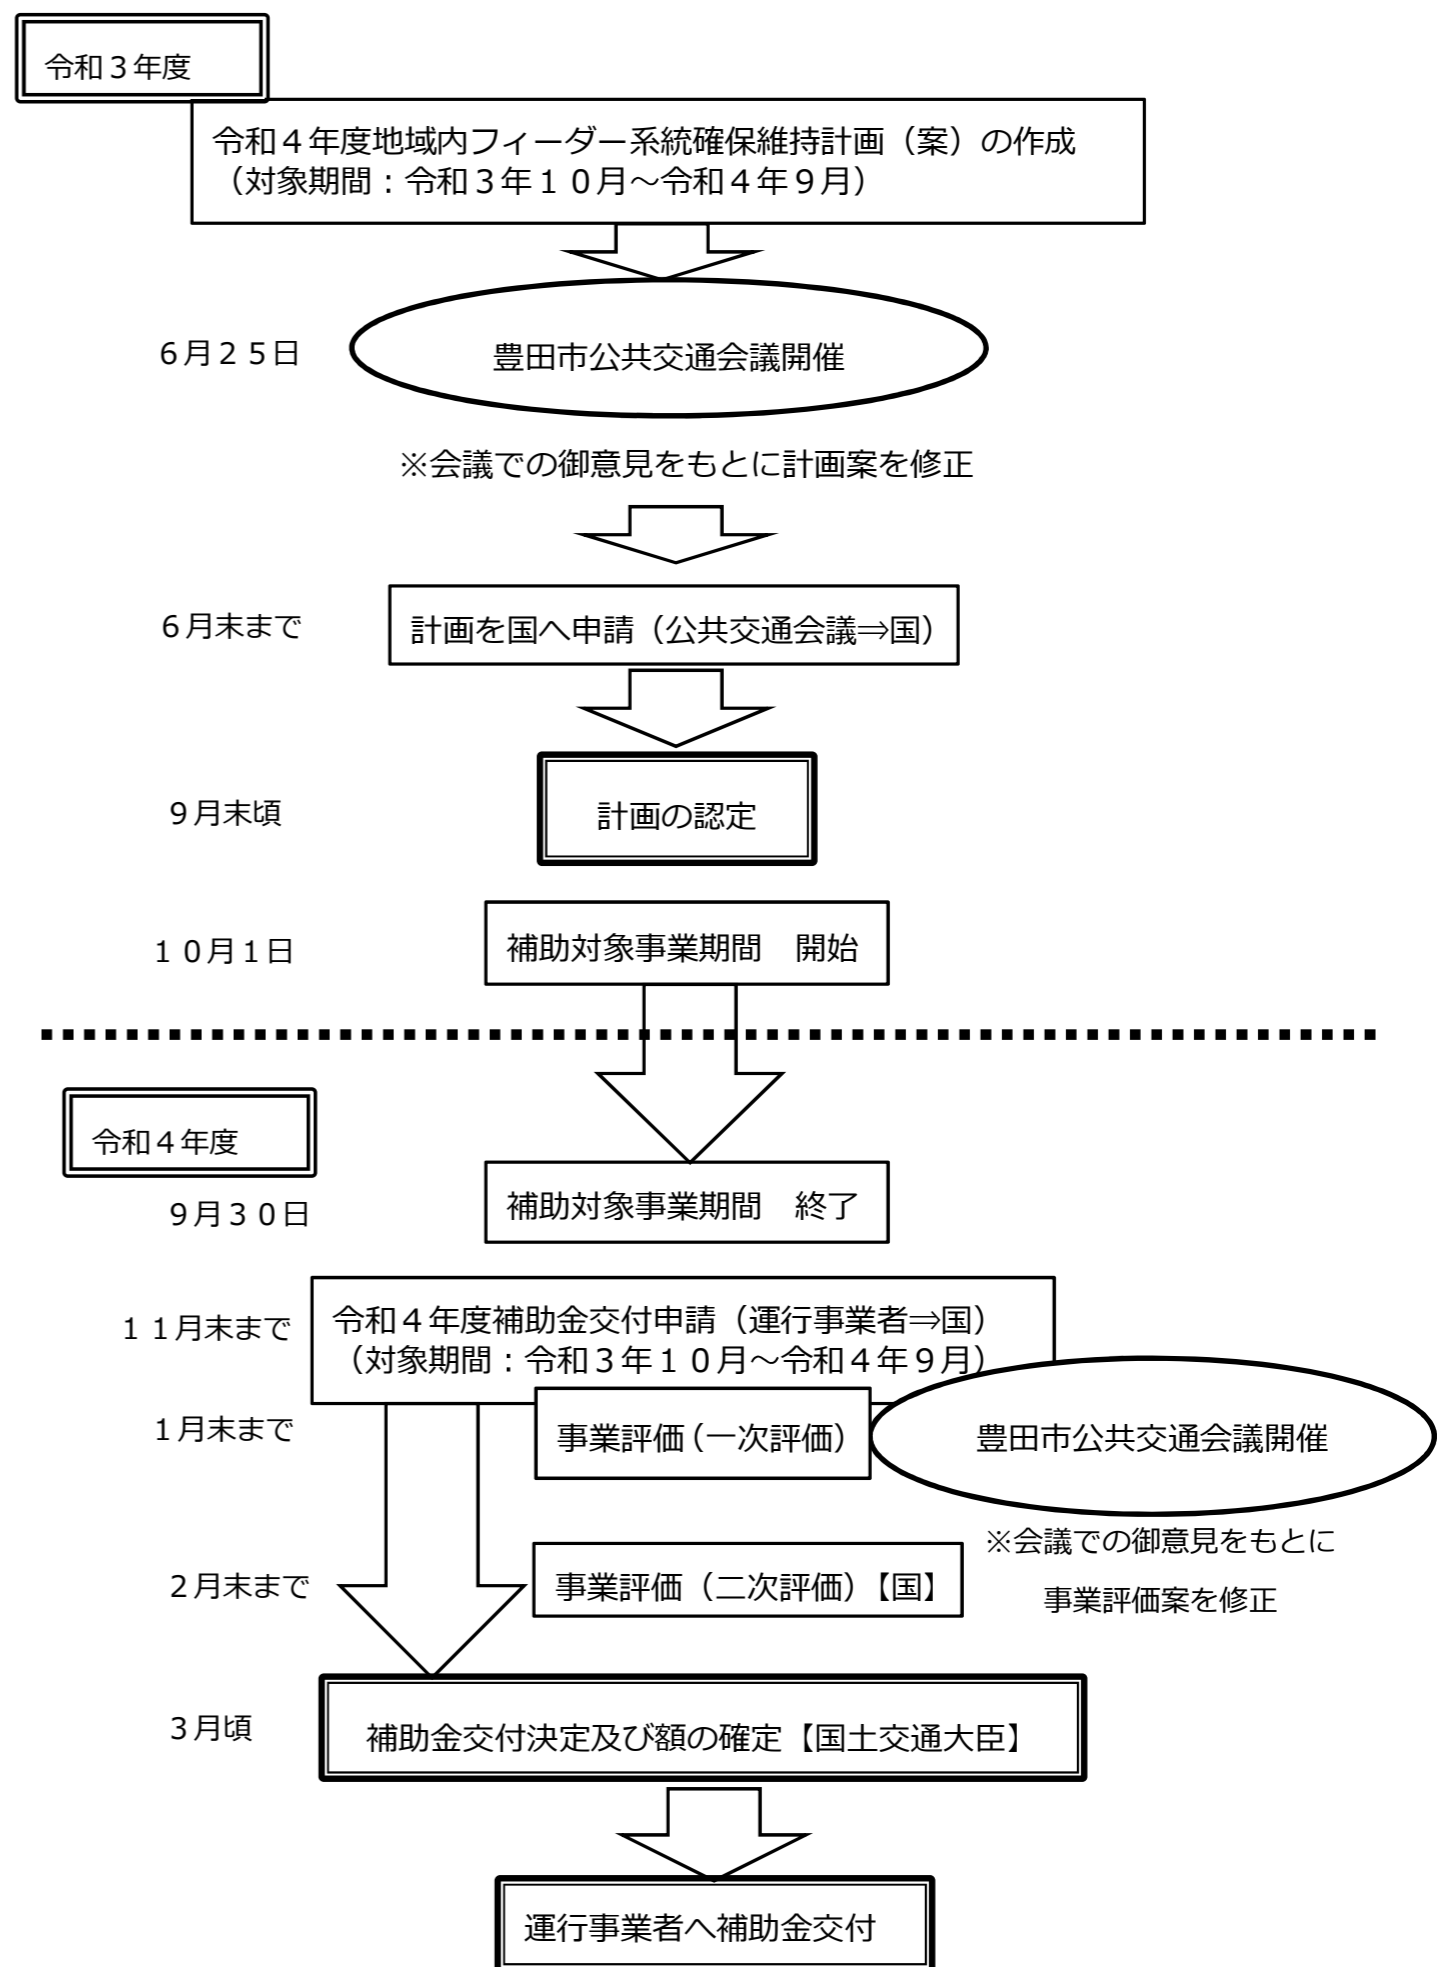 令和３年度
令和４年度地域内フィーダー系統確保維持計画（案）の作成
（対象期間：令和３年１０月～令和４年９月）
６月２５日
豊田市公共交通会議開催
※会議での御意見をもとに計画案を修正
６月末まで
計画を国へ申請（公共交通会議⇒国）
９月末頃
計画の認定
１０月１日
補助対象事業期間　開始
令和４年度
９月３０日
補助対象事業期間　終了
１１月末まで
令和４年度補助金交付申請（運行事業者⇒国）
（対象期間：令和３年１０月～令和４年９月）
１月末まで
事業評価（一次評価）
豊田市公共交通会議開催
※会議での御意見をもとに
事業評価案を修正
２月末まで
事業評価（二次評価）【国】
３月頃
補助金交付決定及び額の確定【国土交通大臣】
運行事業者へ補助金交付